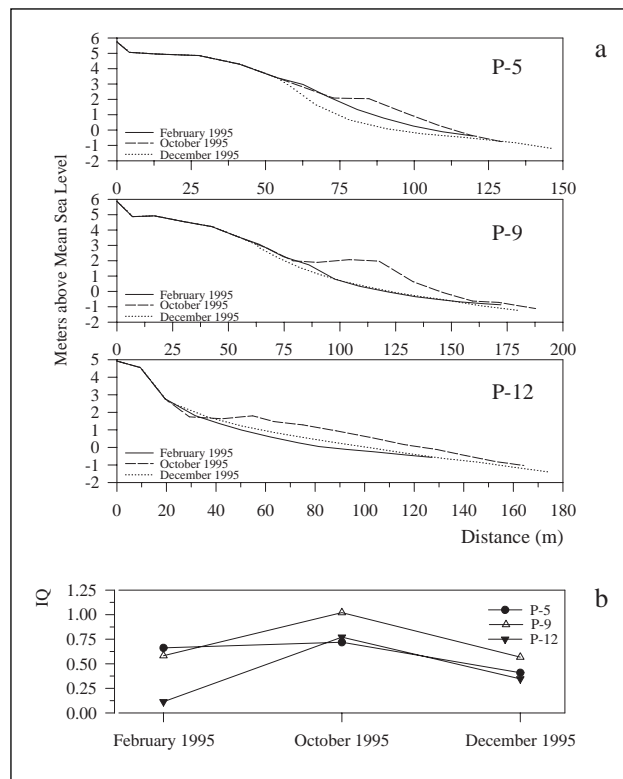 a
P-5
6
5
4
3
2
1
0
-1
-2
February 1995
October 1995
December 1995
0 25 50 75 100 125 150
Meters above Mean Sea Level
P-9
6
5
4
3
2
1
0
-1
-2
February 1995
October 1995
December 1995
0 25 50 75 100 125 150 175 200
P-12
5
4
3
2
1
0
-1
-2
February 1995
October 1995
December 1995
0 20 40 60 80 100 120 140 160 180
Distance (m)
b
IQ
1.25
1.00
0.75
0.50
0.25
0.00
P-5
P-9
P-12
February 1995 October 1995 December 1995